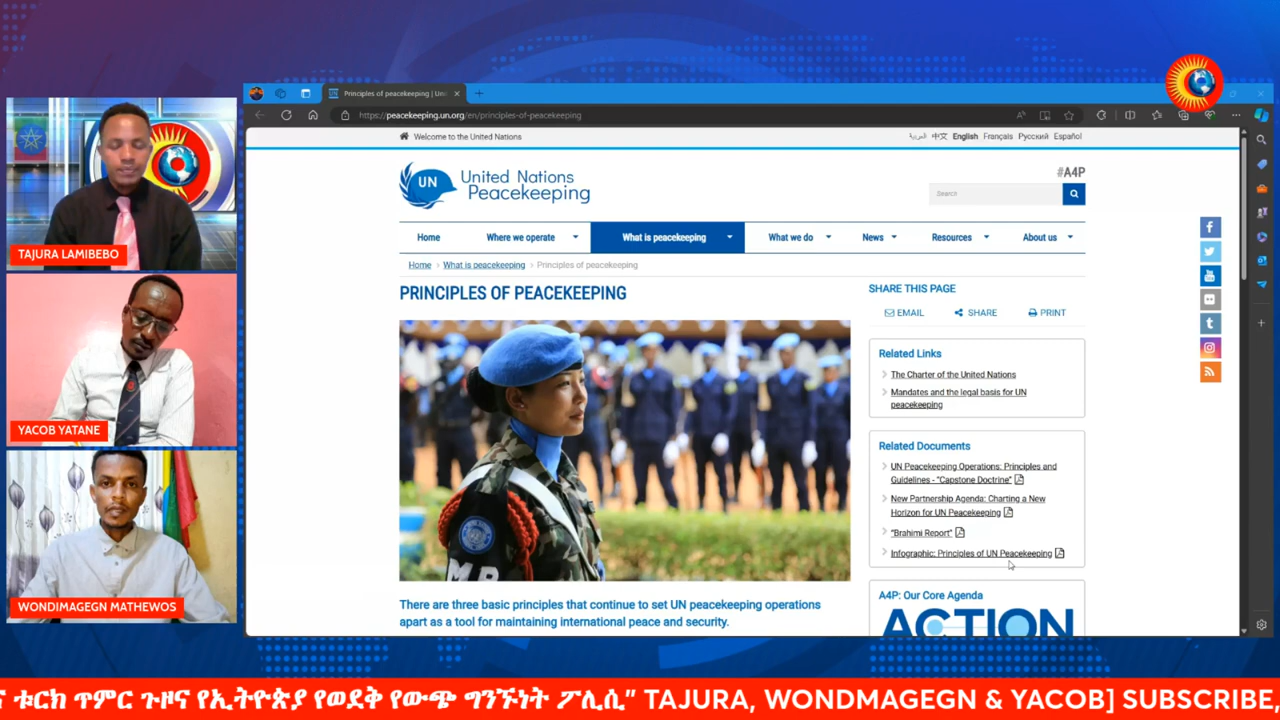 TAJURA LAMIBEBO
YACOB YATANE
WONDIMAGEGN MATHEWOS
Principles of peacekeeping | Uni
https://peacekeeping.un.org/en/principles-of-peacekeeping
Welcome to the United Nations
العربية 中文 English Français Русский Español
UN United Nations
Peacekeeping
#A4P
Search
Home Where we operate What is peacekeeping What we do News Resources About us
Home What is peacekeeping Principles of peacekeeping
PRINCIPLES OF PEACEKEEPING
There are three basic principles that continue to set UN peacekeeping operations
apart as a tool for maintaining international peace and security.
SHARE THIS PAGE
EMAIL SHARE PRINT
Related Links
The Charter of the United Nations
Mandates and the legal basis for UN
peacekeeping
Related Documents
UN Peacekeeping Operations: Principles and
Guidelines - "Capstone Doctrine"
New Partnership Agenda: Charting a New
Horizon for UN Peacekeeping
"Brahimi Report"
Infographic: Principles of UN Peacekeeping
A4P: Our Core Agenda
ACTION
ቱርክ ጥምር ጉዞና የኢትዮጵያ የወደቅ የውጭ ግንኙነት ፖሊሲ” TAJURA, WONDMAGEGN & YACOB] SUBSCRIBE,